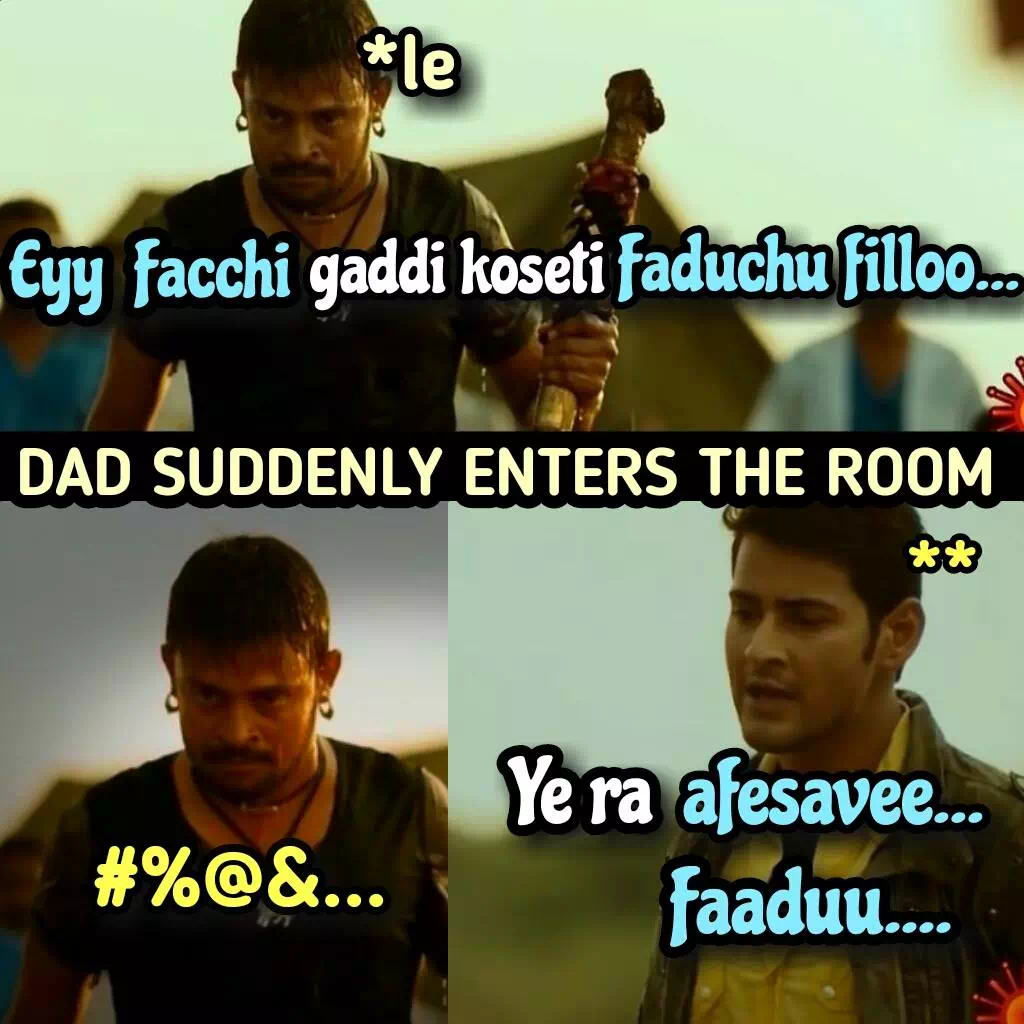 *le
Eyy facchi gaddi koseti faduchu filloo...
DAD SUDDENLY ENTERS THE ROOM
**
#%@&...
Ye ra afesavee...
faaduu....